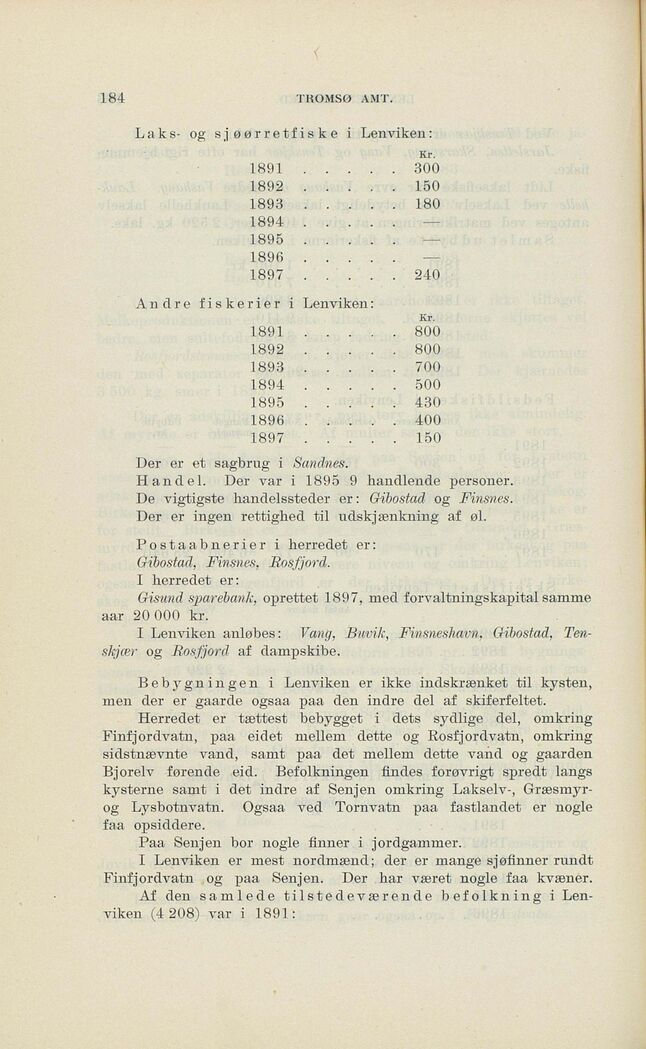 184 TROMSØ AMT.
Laks- og sjøørretfiske i Lenviken:
Kr.
1891 . . . . . 300
1892 . . . . . 150
1893 . . . . . 180
1894 . . . . . —
1895 . . . . . —
1896 . . . . . —
1897 . . . . . 240
Andre fiskerier i Lenviken:
Kr.
1891 . . . . . 800
1892 . . . . . 800
1893 . . . . . 700
1894 . . . . . 500
1895 . . . . . 430
1896 . . . . . 400
1897 . . . . . 150
Der er et sagbrug i Sandnes.
Handel. Der var i 1895 9 handlende personer.
De vigtigste handelssteder er: Gibostad og Finsnes.
Der er ingen rettighed til udskjænkning af øl.
Postaabnerier i herredet er:
Gibostad, Finsnes, Rosfjord.
I herredet er:
Gisund sparebank, oprettet 1897, med forvaltningskapital samme
aar 20 000 kr.
I Lenviken anløbes: Vang, Buvik, Finsneshavn, Gibostad, Ten-
skjær og Rosfjord af dampskibe.
Bebygningen i Lenviken er ikke indskrænket til kysten,
men der er gaarde ogsaa paa den indre del af skiferfeltet.
Herredet er tættest bebygget i dets sydlige del, omkring
Finfjordvatn, paa eidet mellem dette og Rosfjordvatn, omkring
sidstnævnte vand, samt paa det mellem dette vand og gaarden
Bjorelv førende eid. Befolkningen findes forøvrigt spredt langs
kysterne samt i det indre af Senjen omkring Lakselv-, Græsmyr-
og Lysbotnvatn. Ogsaa ved Tornvatn paa fastlandet er nogle
faa opsiddere.
Paa Senjen bor nogle finner i jordgammer.
I Lenviken er mest nordmænd; der er mange sjøfinner rundt
Finfjordvatn og paa Senjen. Der har været nogle faa kvæner.
Af den samlede tilstedeværende befolkning i Len-
viken (4 208) var i 1891: